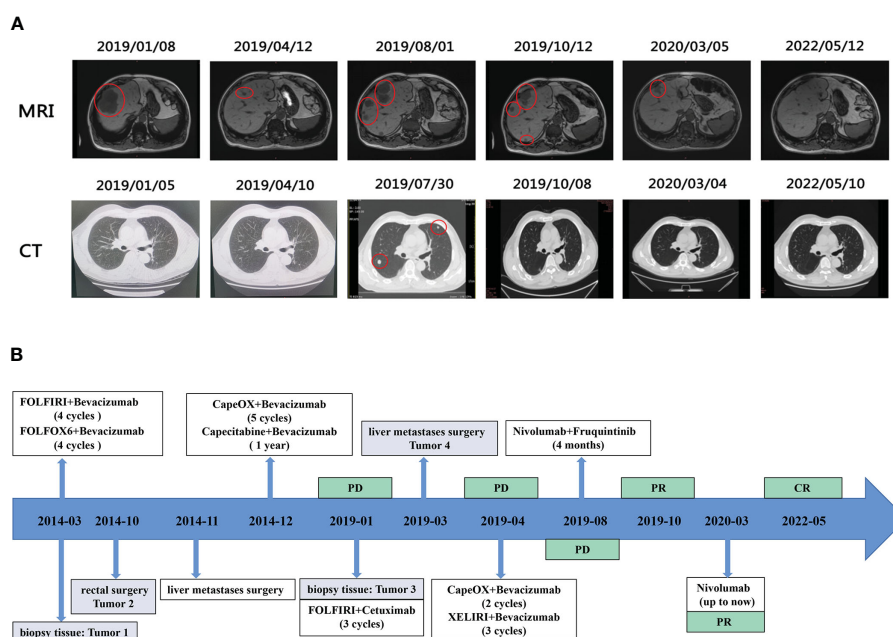 A
2019/01/08 2019/04/12 2019/08/01 2019/10/12 2020/03/05 2022/05/12
MRI
2019/01/05 2019/04/10 2019/07/30 2019/10/08 2020/03/04 2022/05/10
CT
B
FOLFIRI+Bevacizumab
(4 cycles )
FOLFOX6+Bevacizumab
(4 cycles )
CapeOX+Bevacizumab
(5 cycles)
Capecitabine+Bevacizumab
( 1 year)
liver metastases surgery
Tumor 4
Nivolumab+Fruquintinib
(4 months)
PD PD PR CR
2014-03 2014-10 2014-11 2014-12 2019-01 2019-03 2019-04 2019-08 2019-10 2020-03 2022-05
PD
rectal surgery
Tumor 2
liver metastases surgery
biopsy tissue: Tumor 3
FOLFIRI+Cetuximab
(3 cycles)
CapeOX+Bevacizumab
(2 cycles)
XELIRI+Bevacizumab
(3 cycles)
Nivolumab
(up to now)
PR
biopsy tissue: Tumor 1